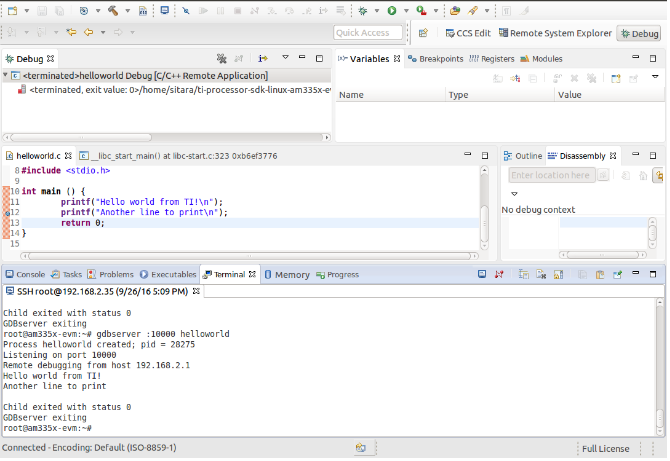 Quick Access
CCS Edit
Remote System Explorer
Debug
Debug
<terminated>helloworld Debug [C/C++ Remote Application]
<terminated, exit value: 0>/home/sitara/ti-processor-sdk-linux-am335x-ev
Variables
Breakpoints
Registers
Modules
Name
Type
Value
helloworld.c
__libc_start_main() at libc-start.c:323 0xb6ef3776
8 #include <stdio.h>
9
10 int main () {
11 printf("Hello world from TI!\n");
12 printf("Another line to print\n");
13 return 0;
14 }
15
Outline
Disassembly
Enter location here
No debug context
Console
Tasks
Problems
Executables
Terminal
Memory
Progress
SSH root@192.168.2.35 (9/26/16 5:09 PM)
Child exited with status 0
GDBserver exiting
root@am335x-evm:~# gdbserver :10000 helloworld
Process helloworld created; pid = 28275
Listening on port 10000
Remote debugging from host 192.168.2.1
Hello world from TI!
Another line to print
Child exited with status 0
GDBserver exiting
root@am335x-evm:~#
Connected - Encoding: Default (ISO-8859-1)
Full License